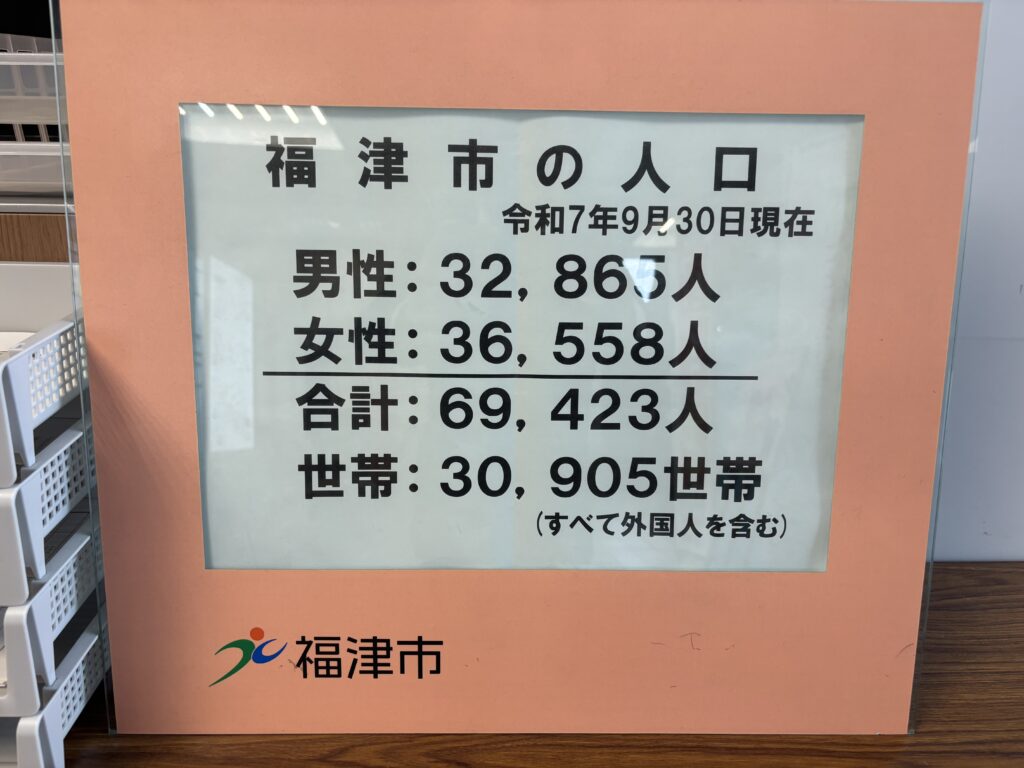 福津市の人口
令和7年9月30日現在
男性：32，865人
女性：36，558人
合計：69，423人
世帯：30，905世帯
(すべて外国人を含む)
福津市